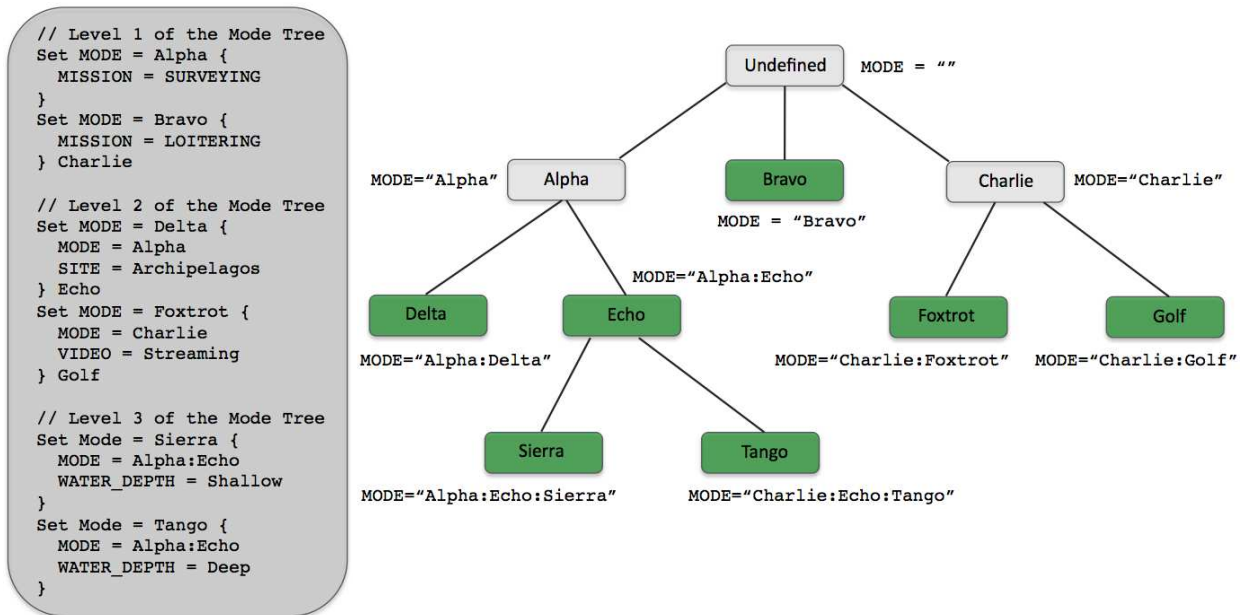 // Level 1 of the Mode Tree
Set MODE = Alpha {
MISSION = SURVEYING
}
Set MODE = Bravo {
MISSION = LOITERING
} Charlie
// Level 2 of the Mode Tree
Set MODE = Delta {
MODE = Alpha
SITE = Archipelagos
} Echo
Set MODE = Foxtrot {
MODE = Charlie
VIDEO = Streaming
} Golf
// Level 3 of the Mode Tree
Set Mode = Sierra {
MODE = Alpha:Echo
WATER_DEPTH = Shallow
}
Set Mode = Tango {
MODE = Alpha:Echo
WATER_DEPTH = Deep
}
Undefined
MODE = “”
MODE=“Alpha”
Alpha
Bravo
MODE = “Bravo”
Charlie
MODE=“Charlie”
MODE=“Alpha:Echo”
Delta
Echo
Foxtrot
Golf
MODE=“Alpha:Delta”
MODE=“Charlie:Foxtrot”
MODE=“Charlie:Golf”
Sierra
Tango
MODE=“Alpha:Echo:Sierra”
MODE=“Charlie:Echo:Tango”